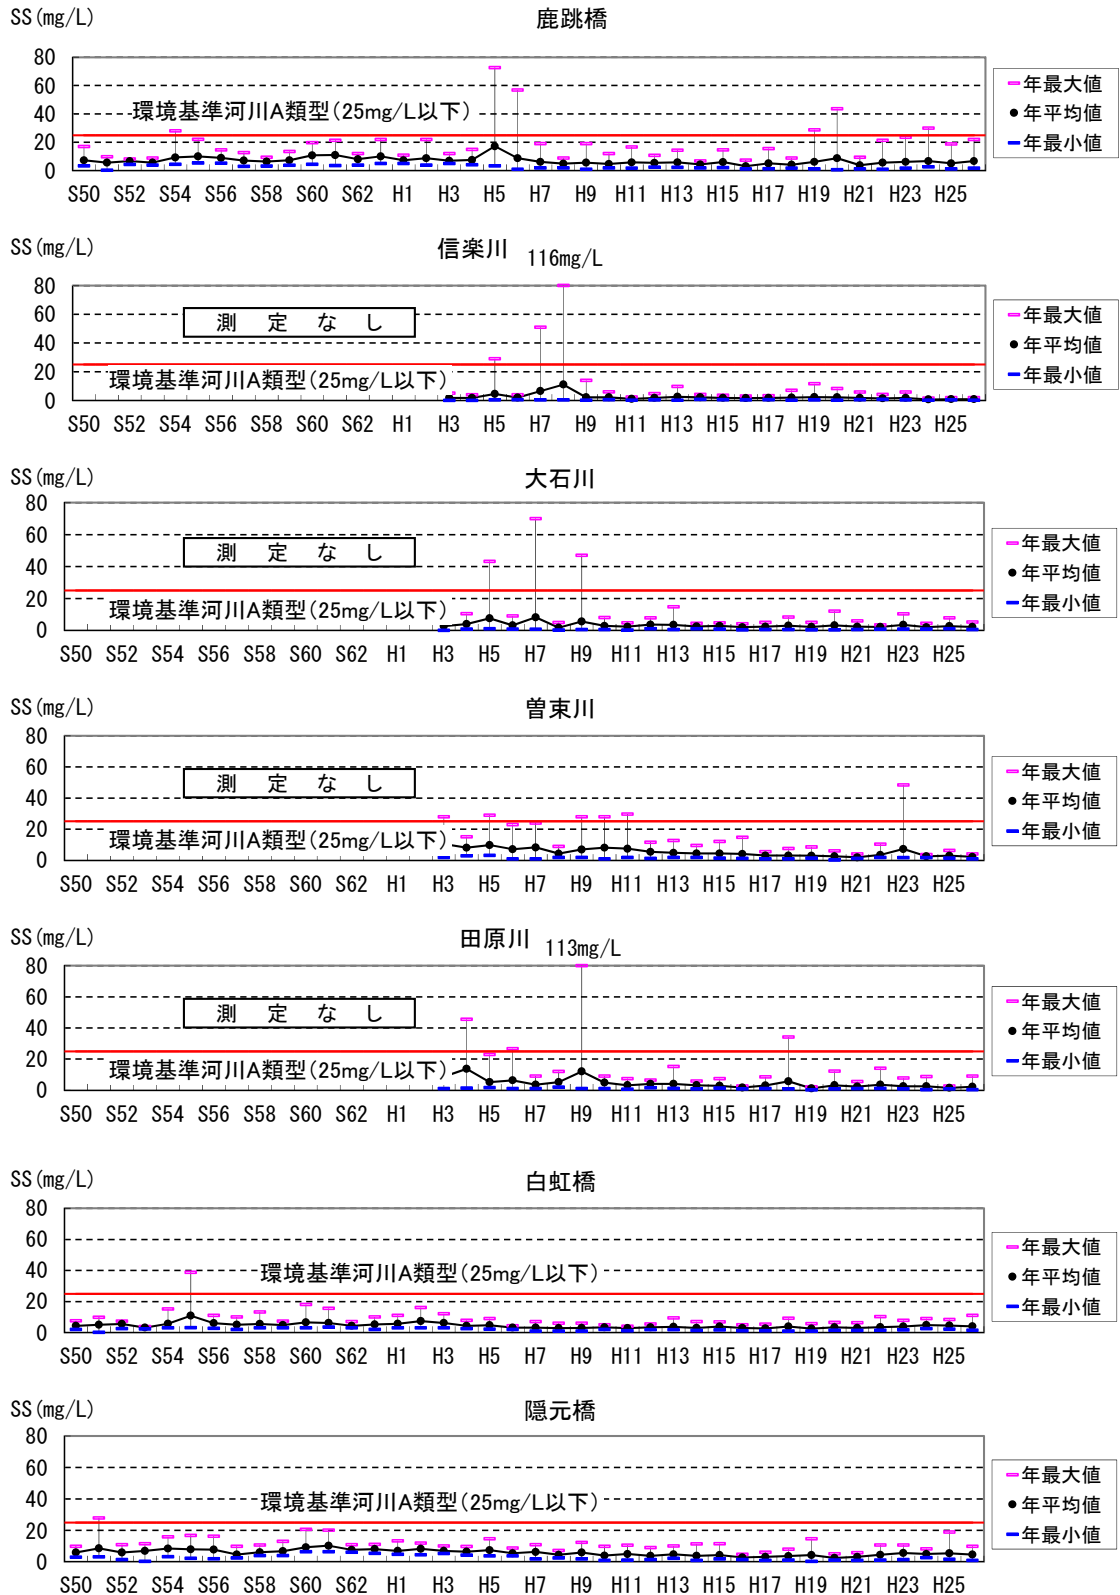 SS(mg/L)
鹿跳橋
80
60
40
20
0
環境基準河川A類型(25mg/L以下)
S50 S52 S54 S56 S58 S60 S62 H1 H3 H5 H7 H9 H11 H13 H15 H17 H19 H21 H23 H25
年最大値
年平均値
年最小値
SS(mg/L)
信楽川
116mg/L
80
60
40
20
0
測定なし
環境基準河川A類型(25mg/L以下)
S50 S52 S54 S56 S58 S60 S62 H1 H3 H5 H7 H9 H11 H13 H15 H17 H19 H21 H23 H25
年最大値
年平均値
年最小値
SS(mg/L)
大石川
80
60
40
20
0
測定なし
環境基準河川A類型(25mg/L以下)
S50 S52 S54 S56 S58 S60 S62 H1 H3 H5 H7 H9 H11 H13 H15 H17 H19 H21 H23 H25
年最大値
年平均値
年最小値
SS(mg/L)
曽束川
80
60
40
20
0
測定なし
環境基準河川A類型(25mg/L以下)
S50 S52 S54 S56 S58 S60 S62 H1 H3 H5 H7 H9 H11 H13 H15 H17 H19 H21 H23 H25
年最大値
年平均値
年最小値
SS(mg/L)
田原川
113mg/L
80
60
40
20
0
測定なし
環境基準河川A類型(25mg/L以下)
S50 S52 S54 S56 S58 S60 S62 H1 H3 H5 H7 H9 H11 H13 H15 H17 H19 H21 H23 H25
年最大値
年平均値
年最小値
SS(mg/L)
白虹橋
80
60
40
20
0
環境基準河川A類型(25mg/L以下)
S50 S52 S54 S56 S58 S60 S62 H1 H3 H5 H7 H9 H11 H13 H15 H17 H19 H21 H23 H25
年最大値
年平均値
年最小値
SS(mg/L)
隠元橋
80
60
40
20
0
環境基準河川A類型(25mg/L以下)
S50 S52 S54 S56 S58 S60 S62 H1 H3 H5 H7 H9 H11 H13 H15 H17 H19 H21 H23 H25
年最大値
年平均値
年最小値